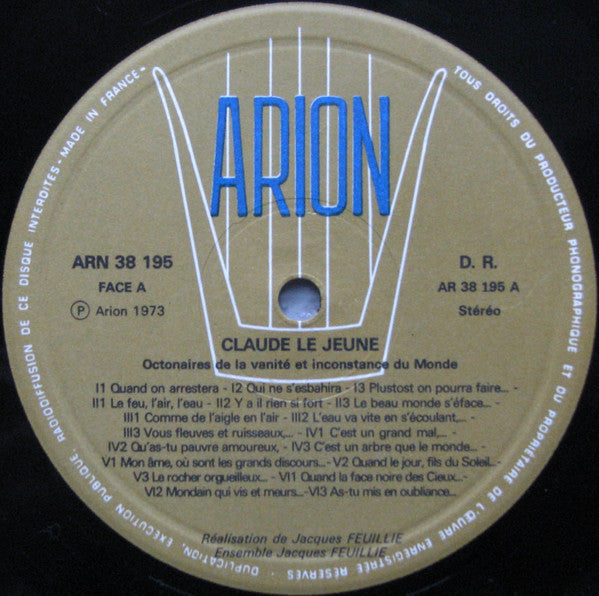 TOUS DROITS DU PRODUCTEUR PHONOGRAPHIQUE ET DU PROPRIÉTAIRE DE L'ŒUVRE ENREGISTRÉE RÉSERVÉS - DUPLICATION, EXÉCUTION PUBLIQUE, RADIODIFFUSION DE CE DISQUE INTERDITES - MADE IN FRANCE -
ARION
ARN 38 195
FACE A
Ⓟ Arion 1973
D. R.
AR 38 195 A
Stéréo
CLAUDE LE JEUNE
Octonaires de la vanité et inconstance du Monde
I1 Quand on arrestera - I2 Qui ne s'esbahira - I3 Plustost on pourra faire... -
II1 Le feu, l'air, l'eau - II2 Y a il rien si fort - II3 Le beau monde s'éface... -
III1 Comme de l'aigle en l'air - III2 L'eau va vite en s'écoulant,... -
III3 Vous fleuves et ruisseaux,... - IV1 C'est un grand mal,... -
IV2 Qu'as-tu pauvre amoureux, - IV3 C'est un arbre que le monde... -
V1 Mon âme, où sont les grands discours... - V2 Quand le jour, fils du Soleil... -
V3 Le rocher orgueilleux... - VI1 Quand la face noire des Cieux... -
VI2 Mondain qui vis et meurs... - VI3 As-tu mis en oubliance...
Réalisation de Jacques FEUILLIE
Ensemble Jacques FEUILLIE